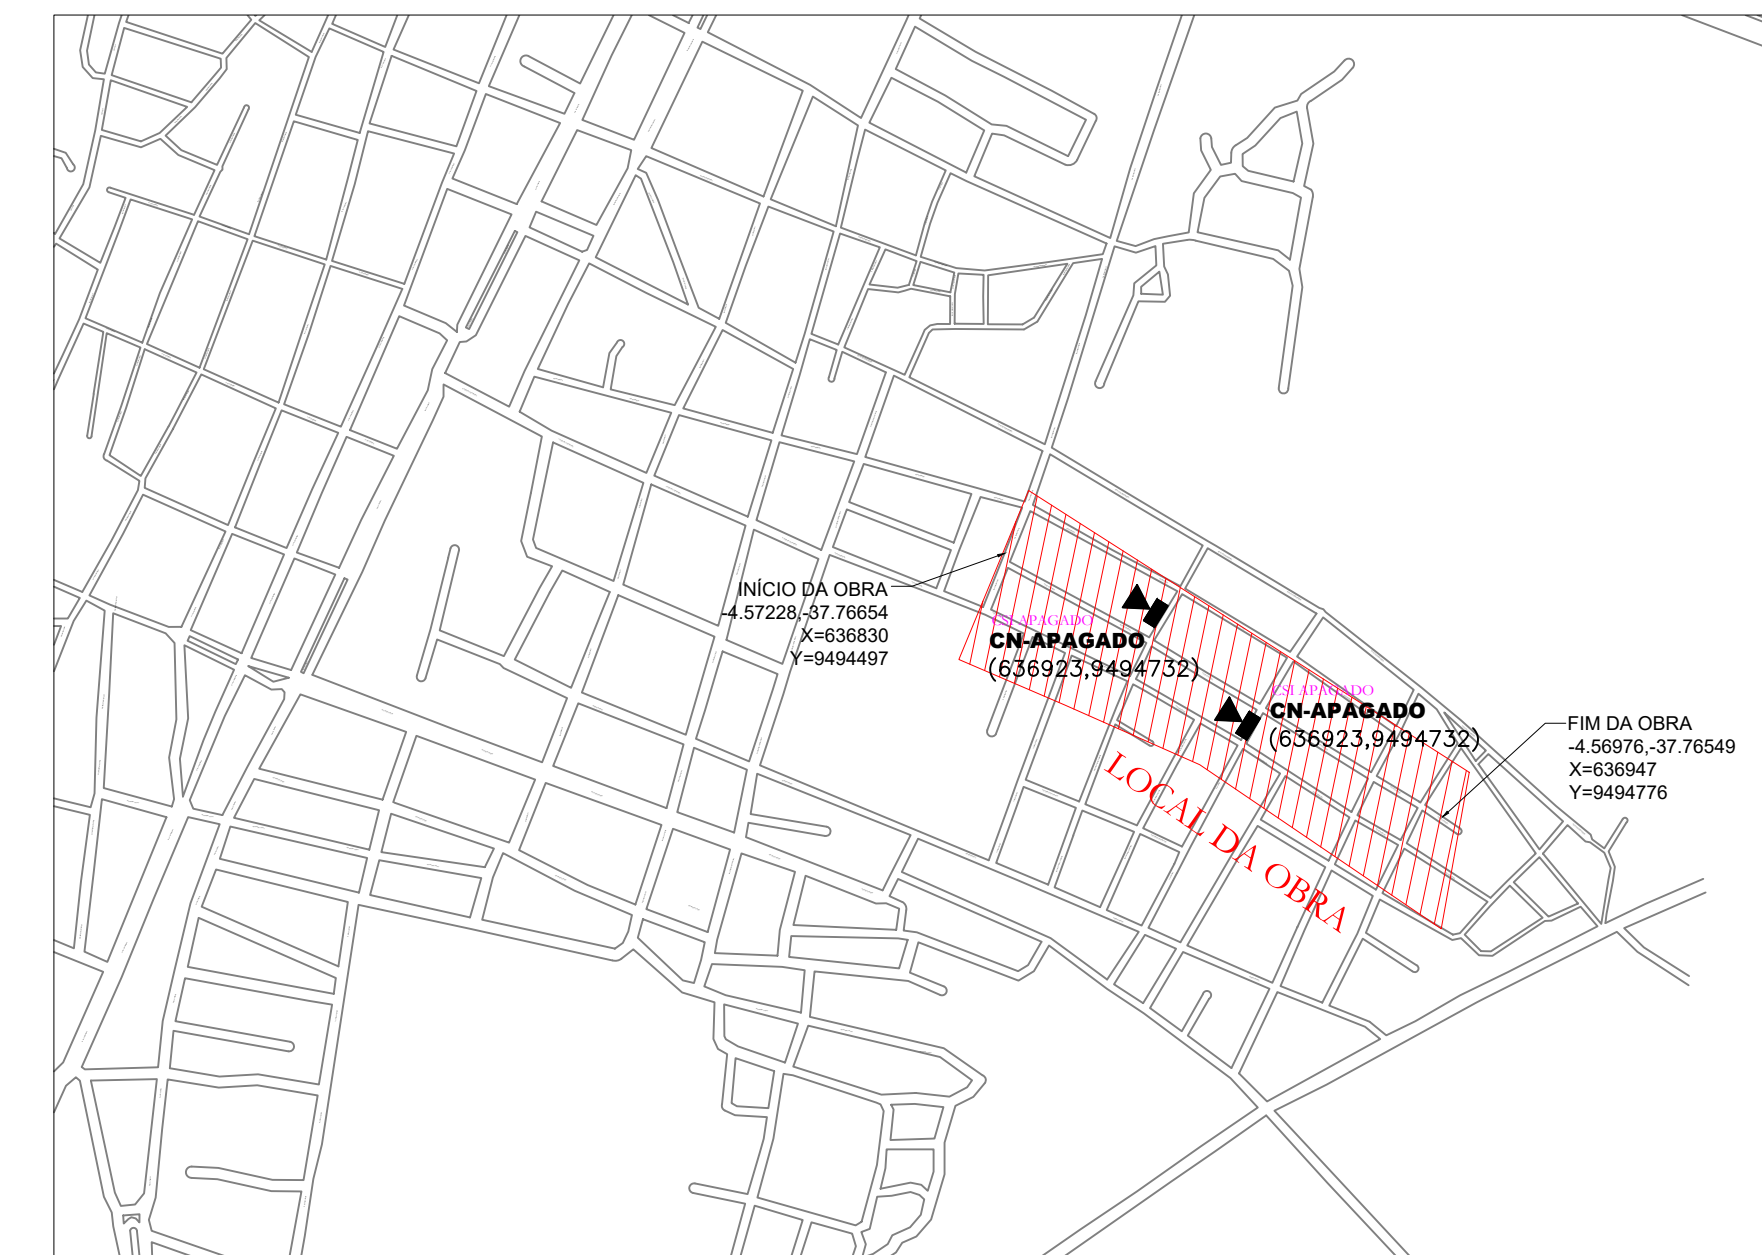 INÍCIO DA OBRA
-4.57228,-37.76654
X=636830
Y=9494497
CSI APAGADO
CN-APAGADO
(636923,9494732)
CSI APAGADO
CN-APAGADO
(636923,9494732)
FIM DA OBRA
-4.56976,-37.76549
X=636947
Y=9494776
LOCAL DA OBRA